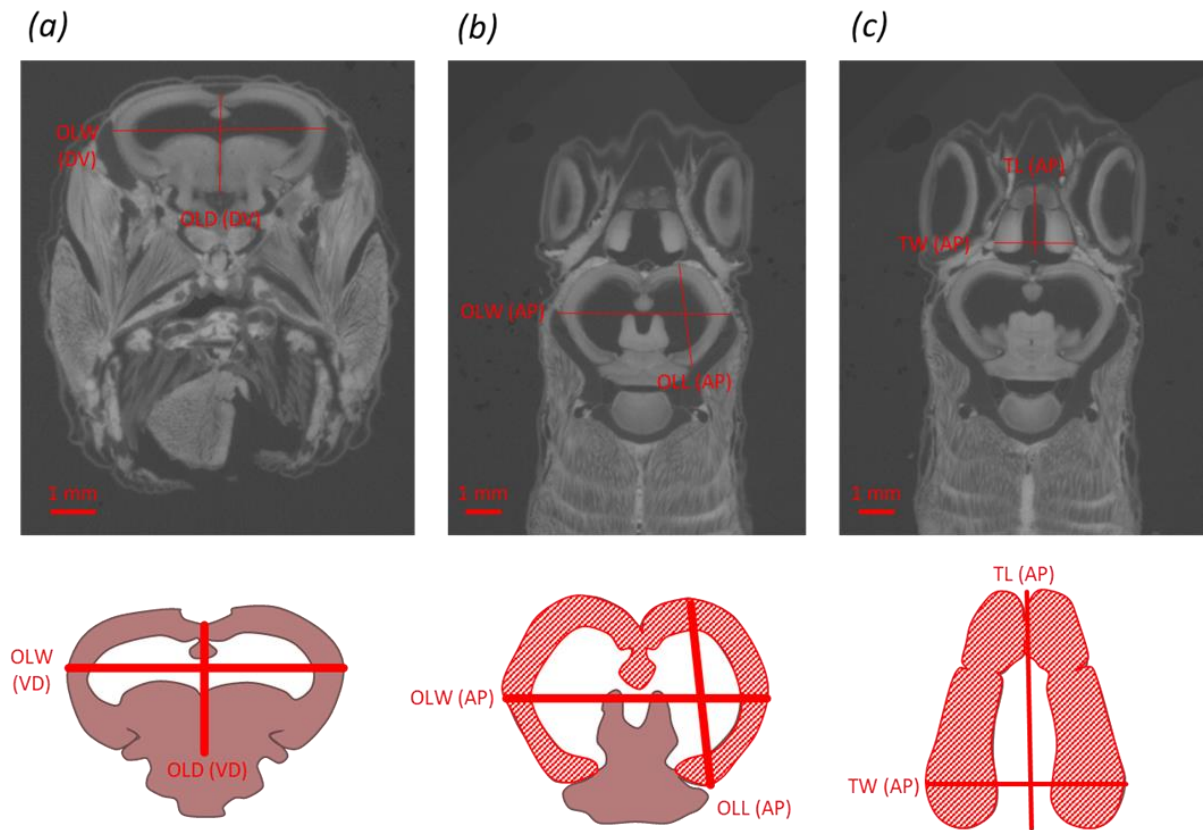 (a)
(b)
(c)
OLW
(DV)
OLD (DV)
1 mm
OLW (AP)
OLL (AP)
1 mm
TL (AP)
TW (AP)
1 mm
OLW
(VD)
OLD (VD)
OLW (AP)
OLL (AP)
TL (AP)
TW (AP)